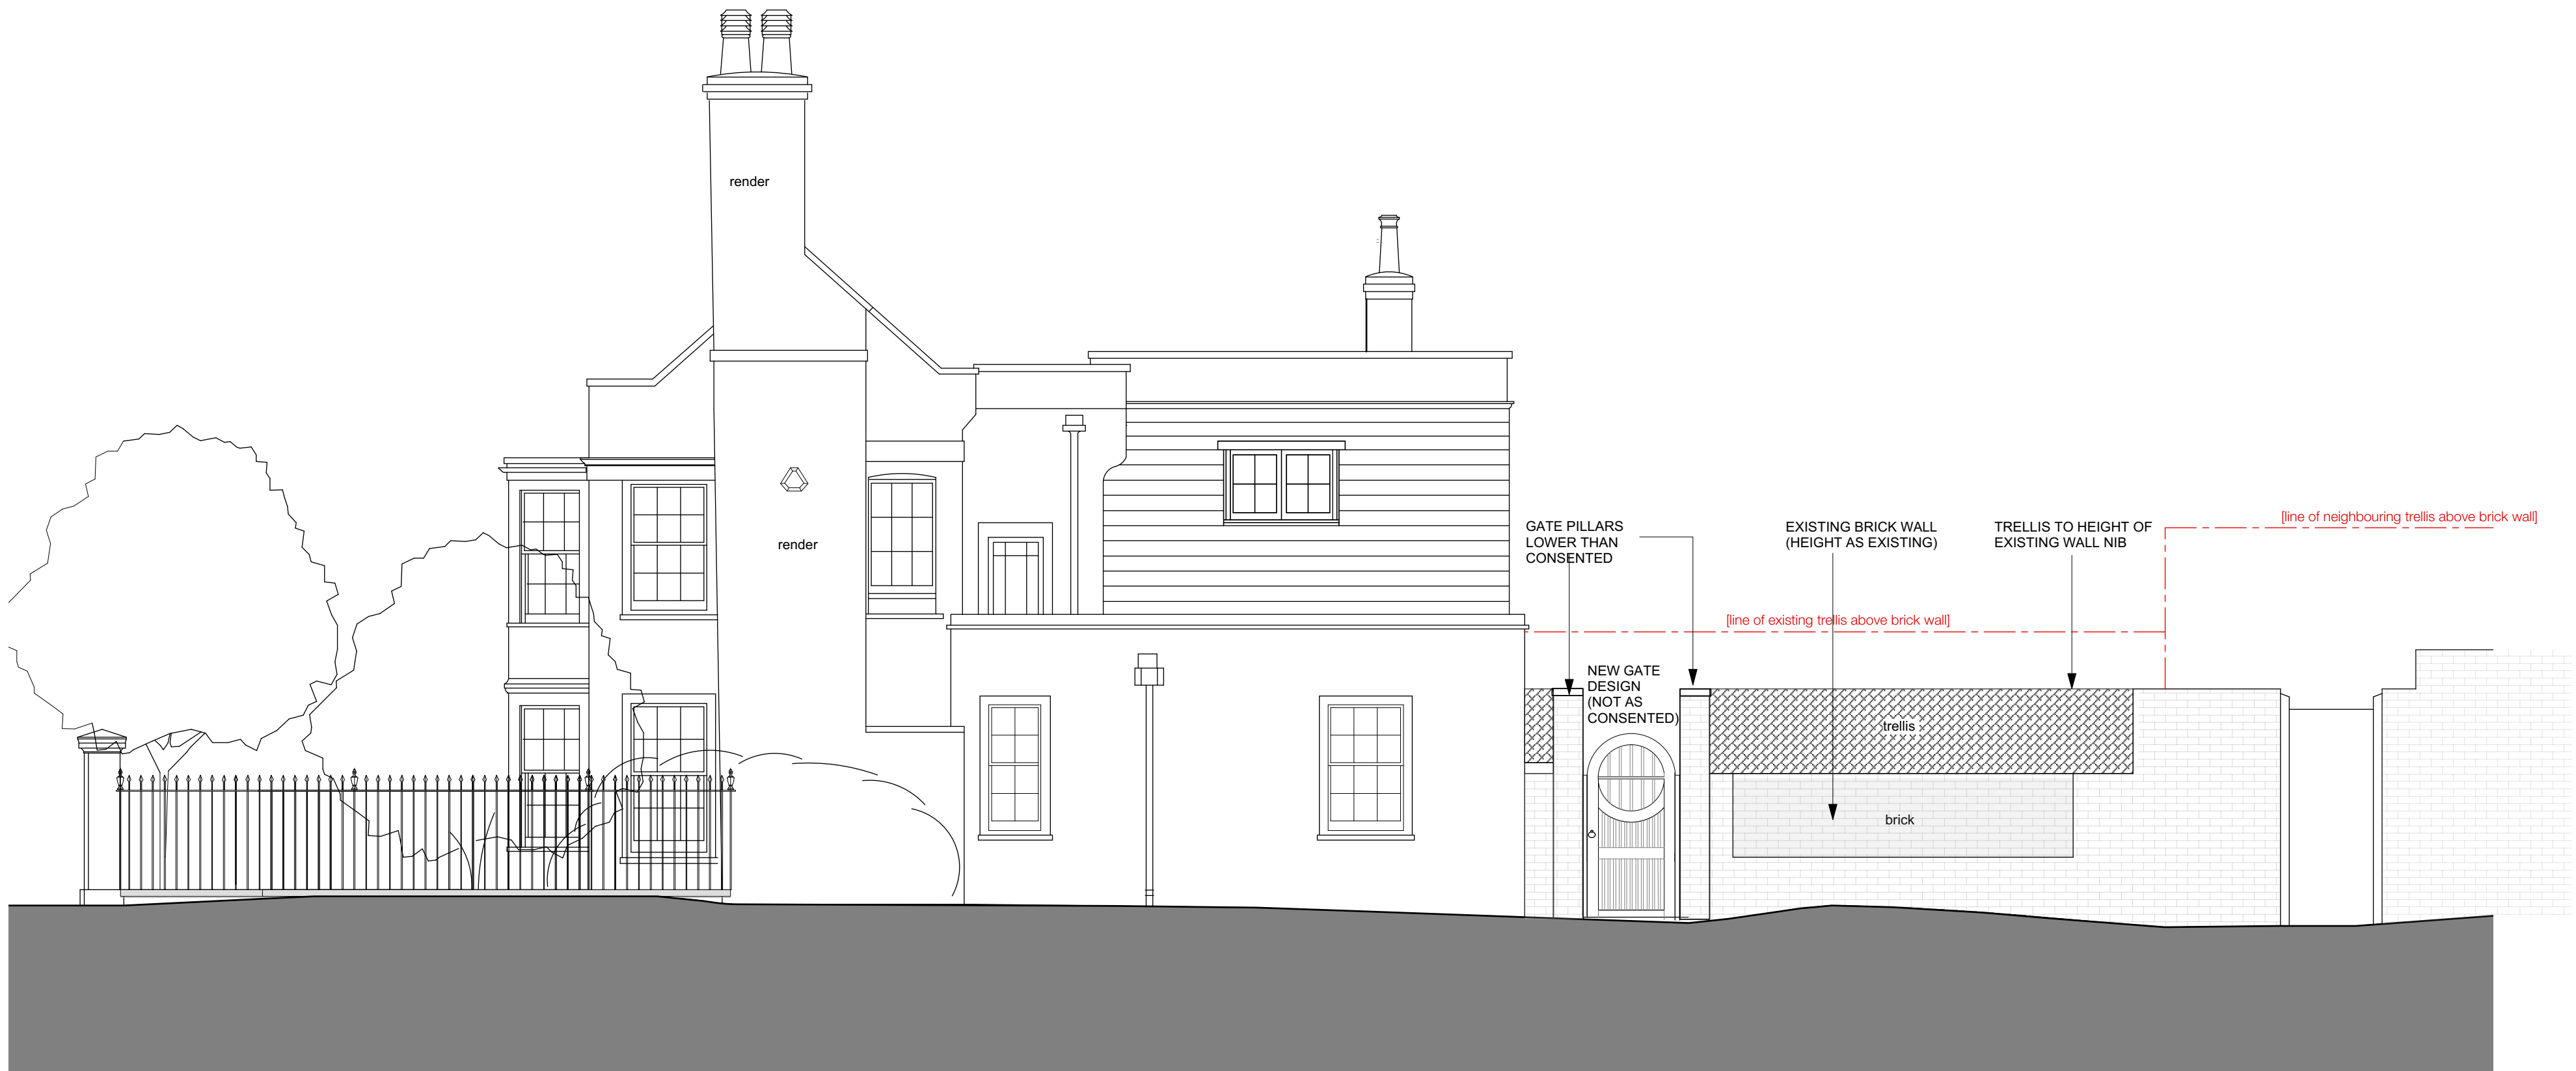 render
render
GATE PILLARS
LOWER THAN
CONSENTED
EXISTING BRICK WALL
(HEIGHT AS EXISTING)
TRELLIS TO HEIGHT OF
EXISTING WALL NIB
[line of neighbouring trellis above brick wall]
[line of existing trellis above brick wall]
NEW GATE
DESIGN
(NOT AS
CONSENTED)
trellis
brick